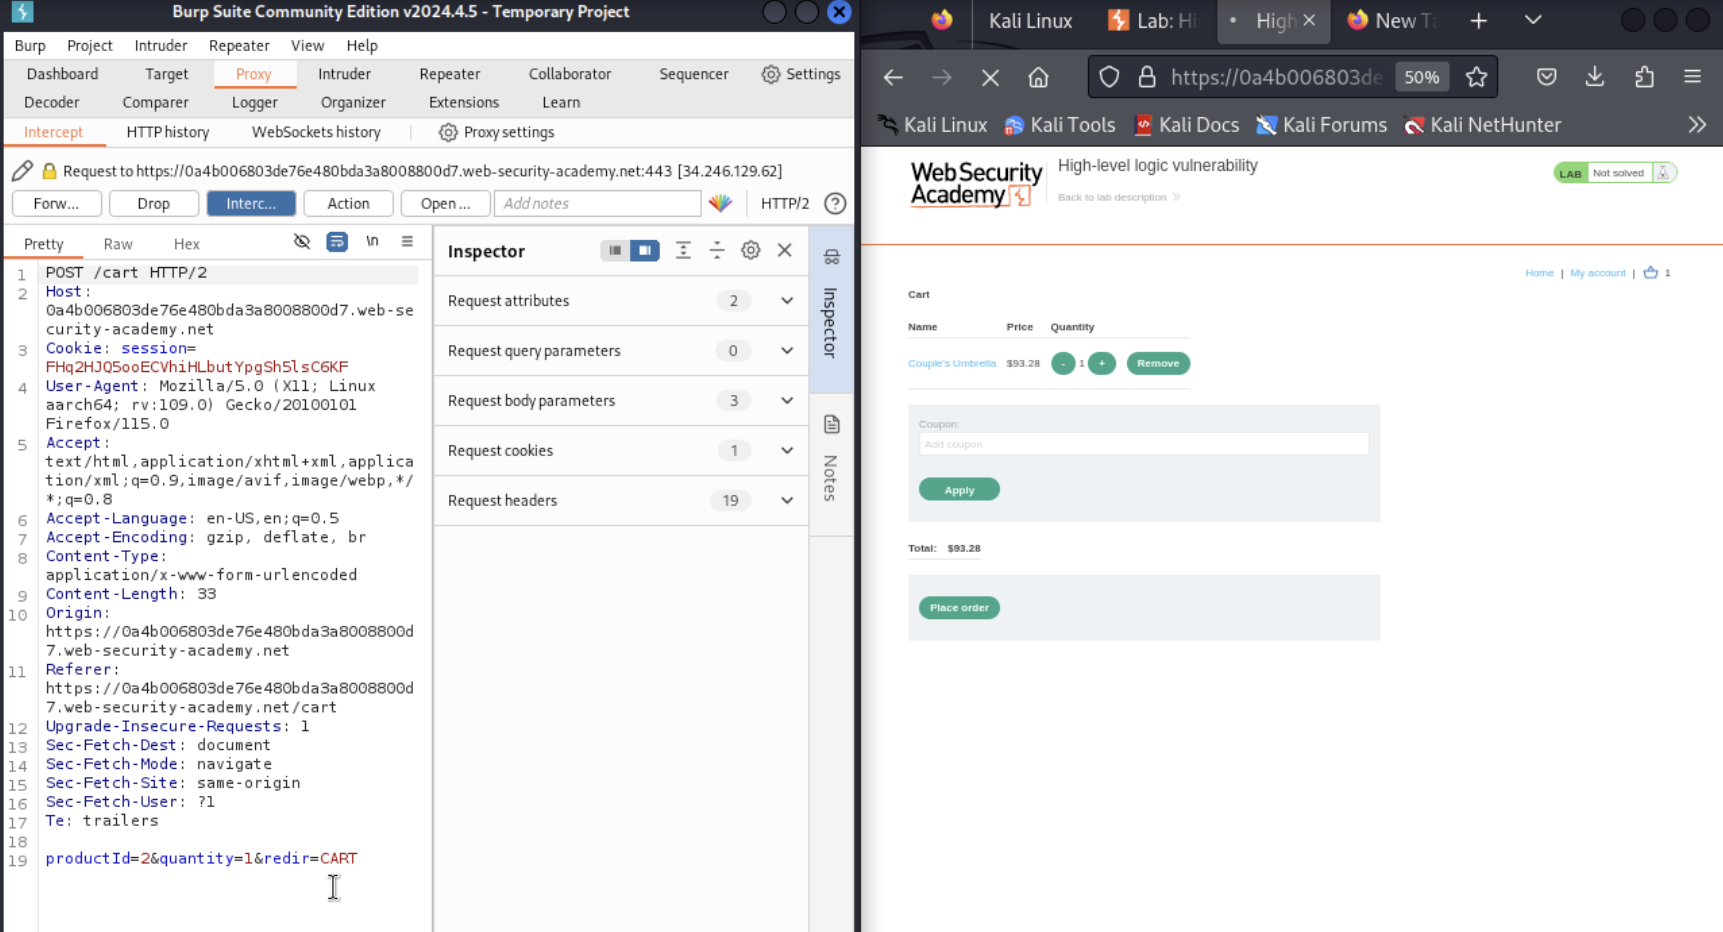 Burp Suite Community Edition v2024.4.5 - Temporary Project
Burp Project Intruder Repeater View Help
Dashboard Target Proxy Intruder Repeater Collaborator Sequencer Settings
Decoder Comparer Logger Organizer Extensions Learn
Intercept HTTP history WebSockets history Proxy settings
Request to https://0a4b006803de76e480bda3a8008800d7.web-security-academy.net:443 [34.246.129.62]
Forw... Drop Interc... Action Open ... Add notes HTTP/2 ?
Pretty Raw Hex \n
1 POST /cart HTTP/2
2 Host:
0a4b006803de76e480bda3a8008800d7.web-se
curity-academy.net
3 Cookie: session=
FHq2HJQ5ooECVhiHLbutYpgSh5lsC6KF
4 User-Agent: Mozilla/5.0 (X11; Linux
aarch64; rv:109.0) Gecko/20100101
Firefox/115.0
5 Accept:
text/html,application/xhtml+xml,applica
tion/xml;q=0.9,image/avif,image/webp,*/
*;q=0.8
6 Accept-Language: en-US,en;q=0.5
7 Accept-Encoding: gzip, deflate, br
8 Content-Type:
application/x-www-form-urlencoded
9 Content-Length: 33
10 Origin:
https://0a4b006803de76e480bda3a8008800d
7.web-security-academy.net
11 Referer:
https://0a4b006803de76e480bda3a8008800d
7.web-security-academy.net/cart
12 Upgrade-Insecure-Requests: 1
13 Sec-Fetch-Dest: document
14 Sec-Fetch-Mode: navigate
15 Sec-Fetch-Site: same-origin
16 Sec-Fetch-User: ?1
17 Te: trailers
18
19 productId=2&quantity=1&redir=CART
Inspector
Request attributes 2
Request query parameters 0
Request body parameters 3
Request cookies 1
Request headers 19
Inspector
Notes
Kali Linux Lab: Hi High New Ta
https://0a4b006803de 50%
Kali Linux Kali Tools Kali Docs Kali Forums Kali NetHunter
WebSecurity
Academy
High-level logic vulnerability
Back to lab description
LAB Not solved
Home | My account | 1
Cart
Name Price Quantity
Couple's Umbrella $93.28 - 1 + Remove
Coupon:
Add coupon
Apply
Total: $93.28
Place order